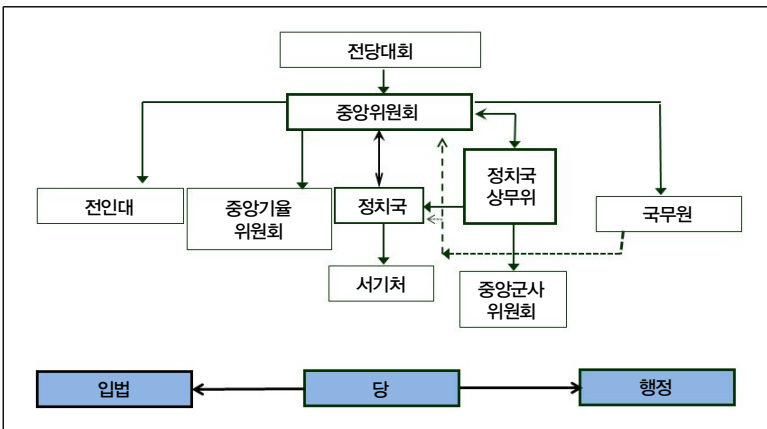 전당대회
중앙위원회
전인대
중앙기율
위원회
정치국
정치국
상무위
국무원
서기처
중앙군사
위원회
입법
당
행정